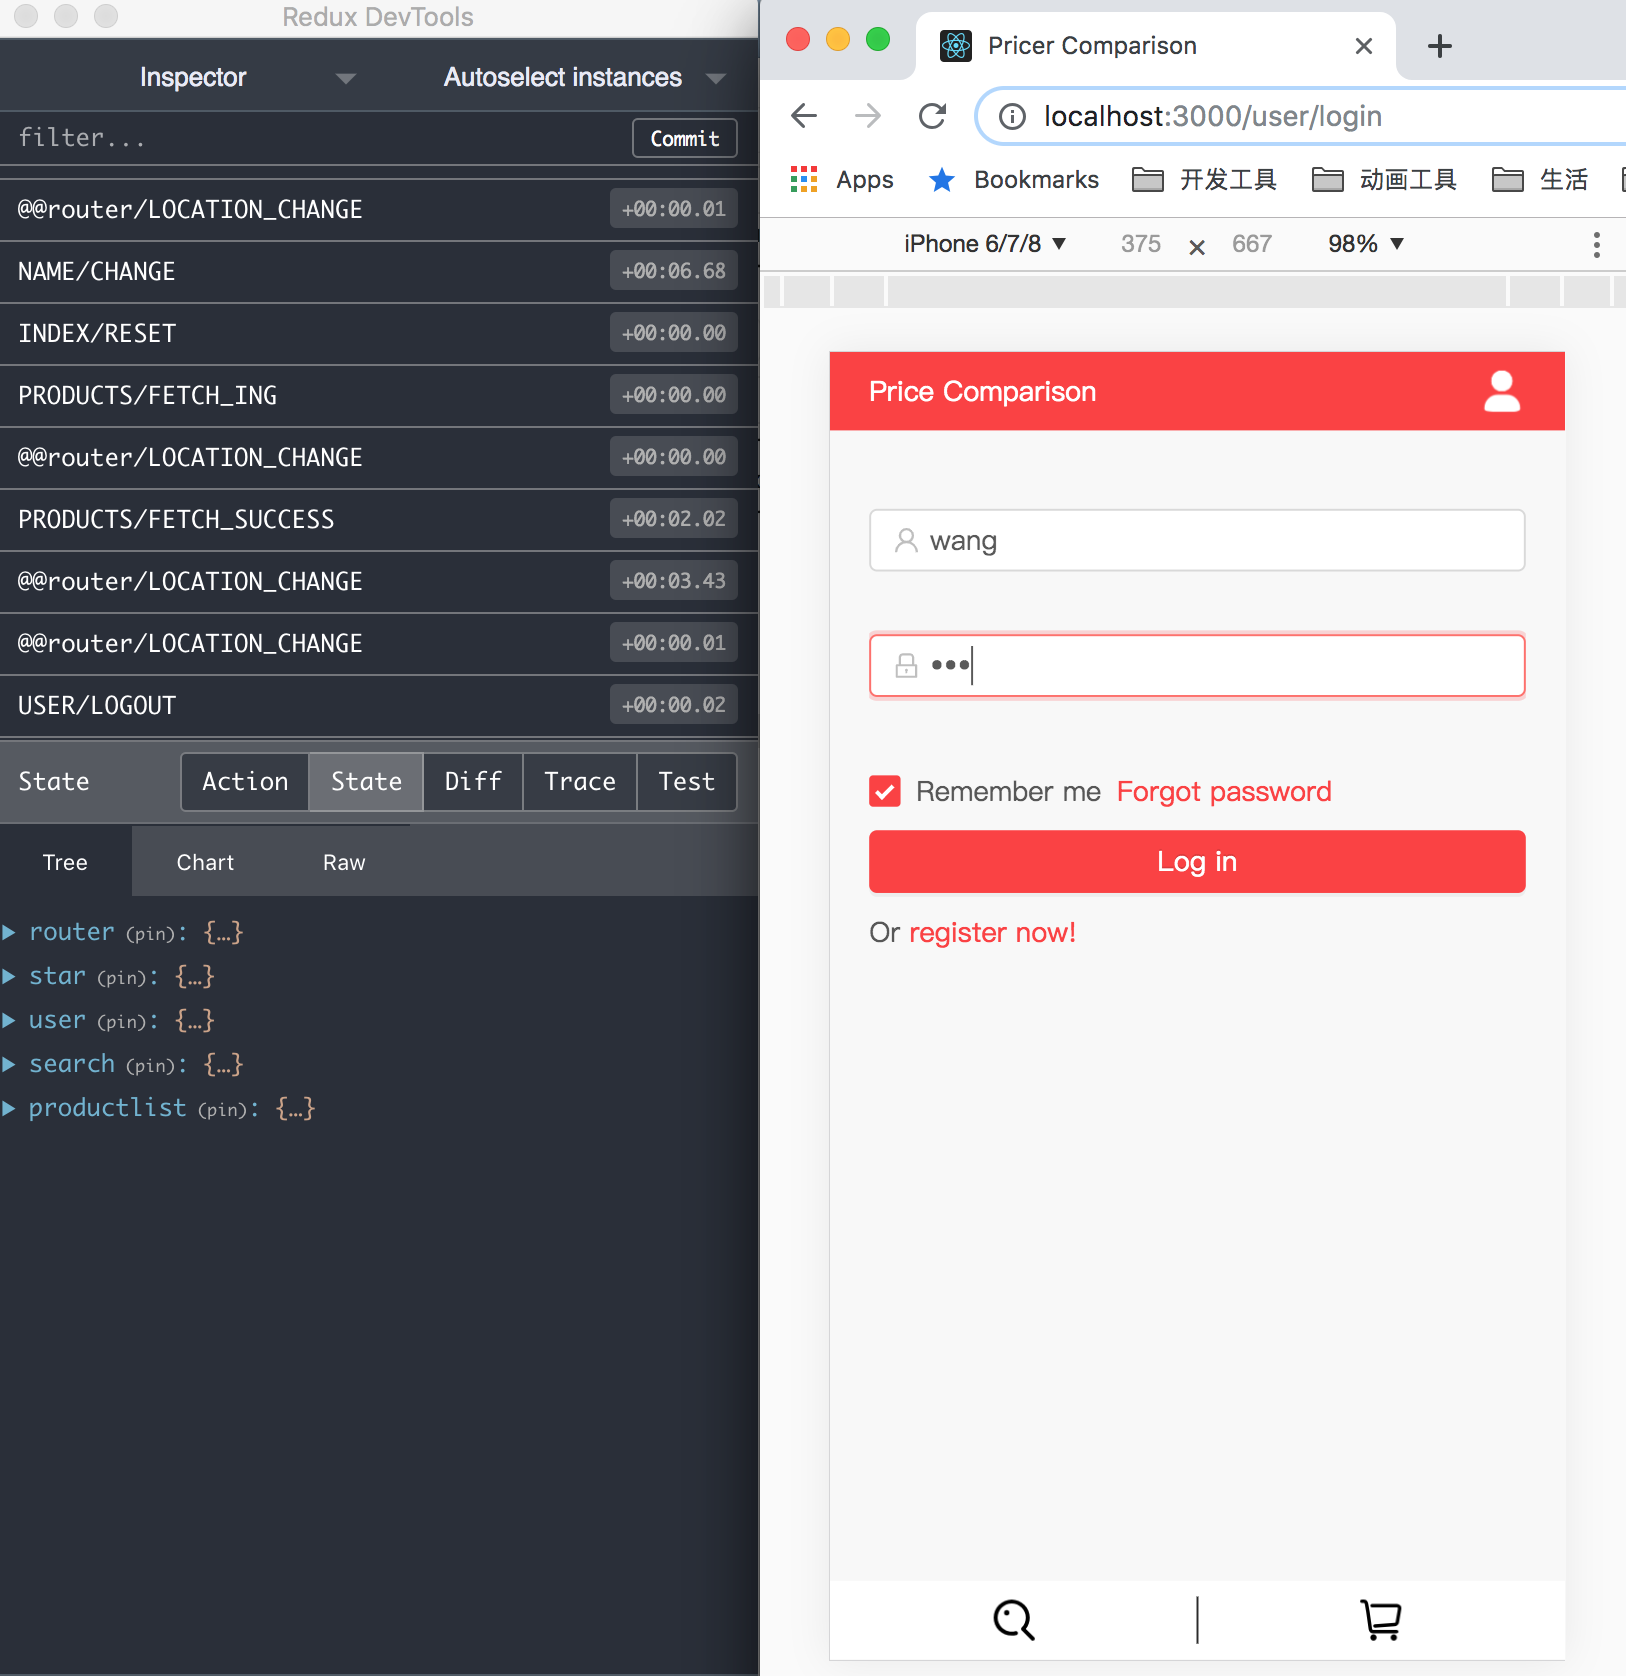 Redux DevTools
Inspector
Autoselect instances
filter...
Commit
@@router/LOCATION_CHANGE
+00:00.01
NAME/CHANGE
+00:06.68
INDEX/RESET
+00:00.00
PRODUCTS/FETCH_ING
+00:00.00
@@router/LOCATION_CHANGE
+00:00.00
PRODUCTS/FETCH_SUCCESS
+00:02.02
@@router/LOCATION_CHANGE
+00:03.43
@@router/LOCATION_CHANGE
+00:00.01
USER/LOGOUT
+00:00.02
State
Action
State
Diff
Trace
Test
Tree
Chart
Raw
router (pin): {…}
star (pin): {…}
user (pin): {…}
search (pin): {…}
productlist (pin): {…}
Pricer Comparison
localhost:3000/user/login
Apps
Bookmarks
开发工具
动画工具
生活
iPhone 6/7/8 ▼
375 × 667
98% ▼
Price Comparison
wang
•••
Remember me
Forgot password
Log in
Or register now!